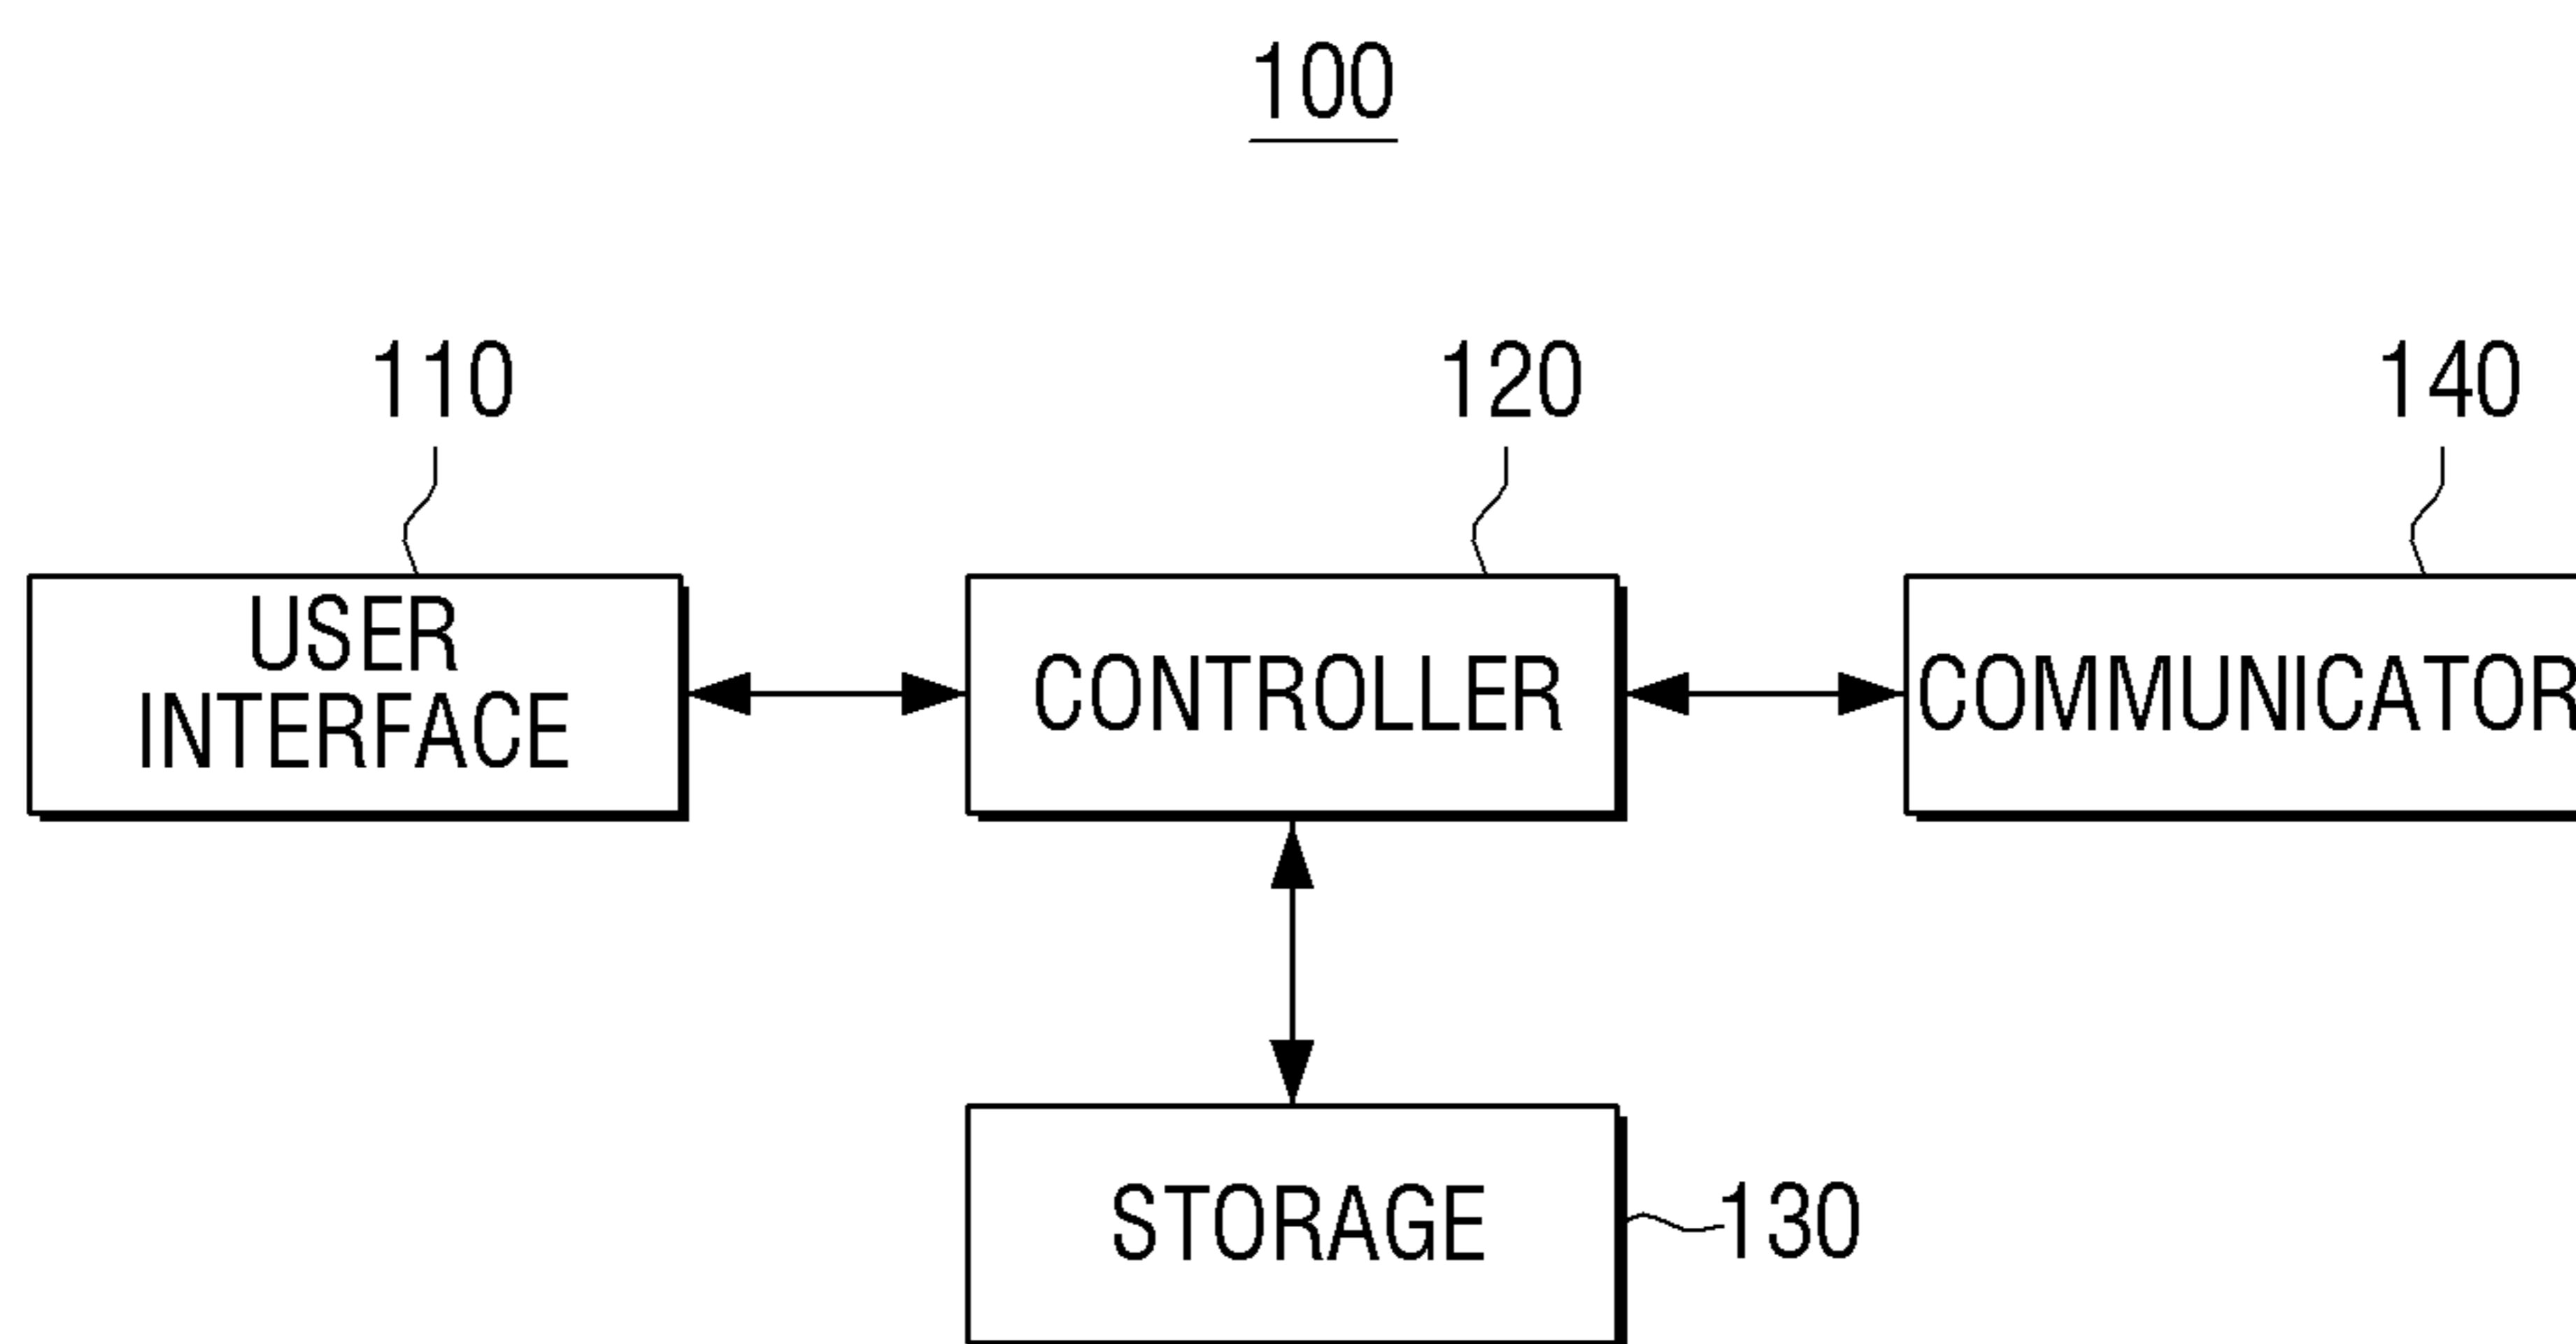 100
110
120
140
USER
INTERFACE
CONTROLLER
COMMUNICATOR
STORAGE
130